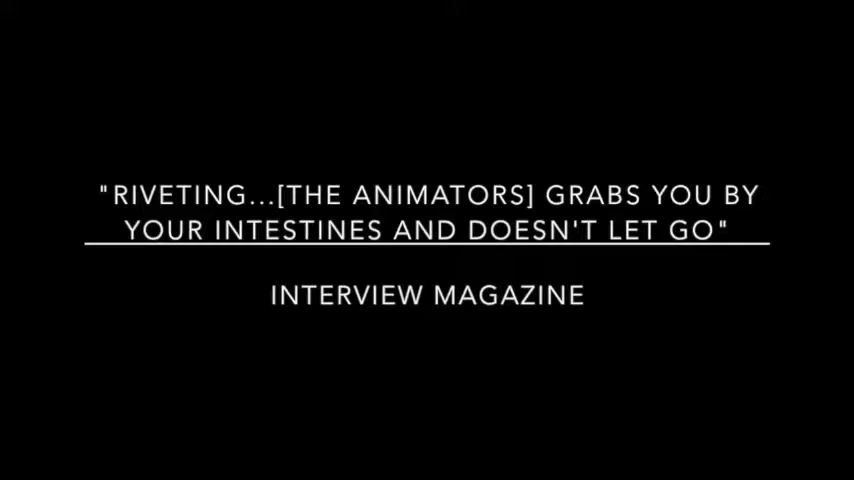 "RIVETING...[THE ANIMATORS] GRABS YOU BY
YOUR INTESTINES AND DOESN'T LET GO"
INTERVIEW MAGAZINE